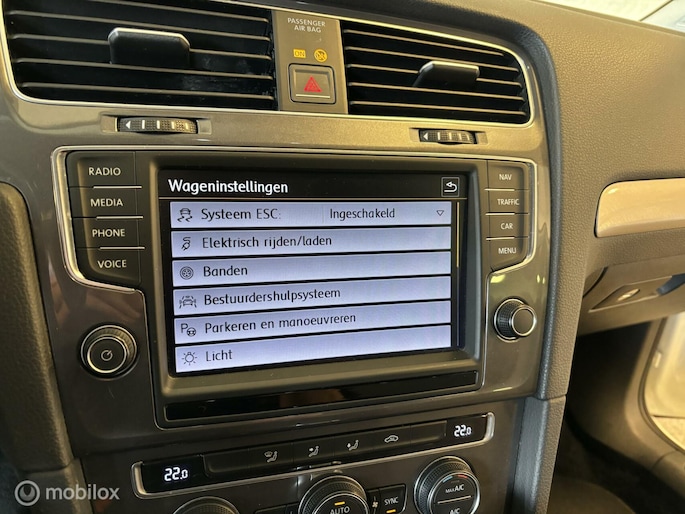 PASSENGER
AIR BAG
ON
RADIO
MEDIA
PHONE
VOICE
NAV
TRAFFIC
CAR
MENU
Wageninstellingen
Systeem ESC: Ingeschakeld
Elektrisch rijden/laden
Banden
Bestuurdershulpsysteem
Parkeren en manoeuvreren
Licht
22.0
22.0
AUTO
SYNC
MAX A/C
A/C
mobilox